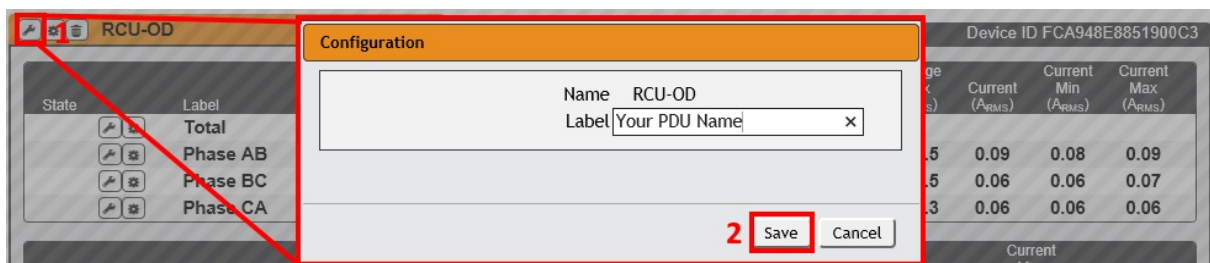 1 RCU-OD
Configuration
Device ID FCA948E8851900C3
Name RCU-OD
Label Your PDU Name ×
State Label
Current (ARMS) Current Min (ARMS) Current Max (ARMS)
Total
Phase AB .5 0.09 0.08 0.09
Phase BC .5 0.06 0.06 0.07
Phase CA .3 0.06 0.06 0.06
2 Save Cancel
Current